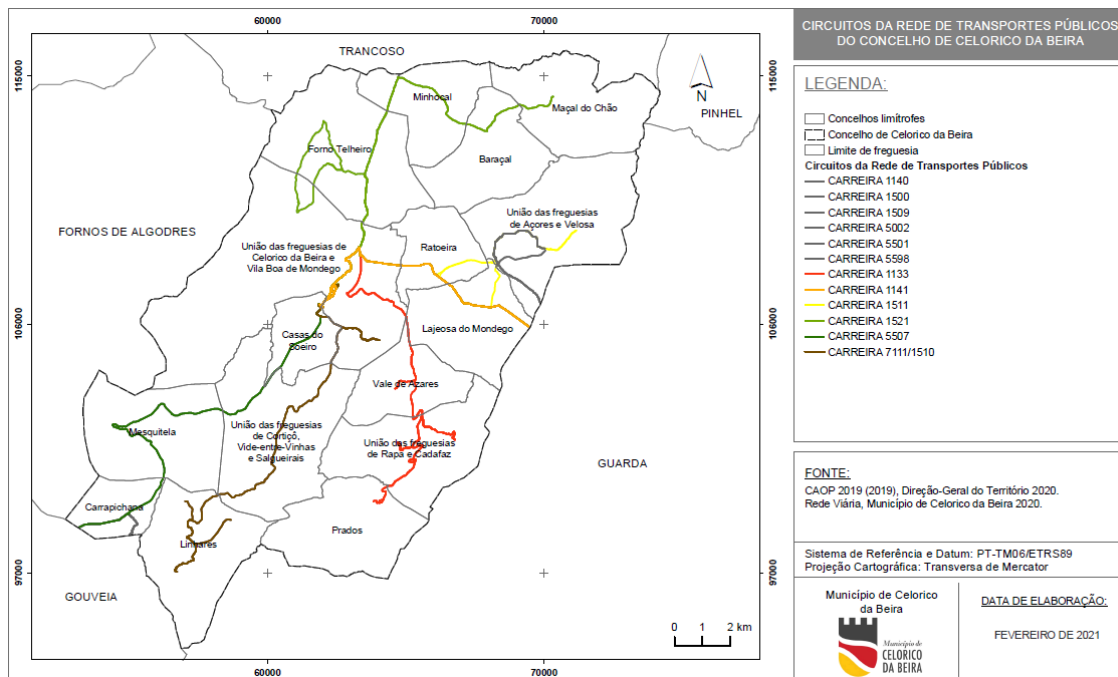 60000
70000
CIRCUITOS DA REDE DE TRANSPORTES PÚBLICOS
DO CONCELHO DE CELORICO DA BEIRA
TRANCOSO
115000
115000
LEGENDA:
N
Minhocal
Maçal do Chão
PINHEL
Concelhos limítrofes
Concelho de Celorico da Beira
Limite de freguesia
Forno Telheiro
Baraçal
Circuitos da Rede de Transportes Públicos
CARREIRA 1140
CARREIRA 1500
CARREIRA 1509
CARREIRA 5002
CARREIRA 5501
CARREIRA 5598
CARREIRA 1133
CARREIRA 1141
CARREIRA 1511
CARREIRA 1521
CARREIRA 5507
CARREIRA 7111/1510
União das freguesias
de Açores e Velosa
FORNOS DE ALGODRES
União das freguesias de
Celorico da Beira e
Vila Boa de Mondego
Ratoeira
106000
106000
Lajeosa do Mondego
Casas do
Soeiro
Vale de Azares
Mesquitela
União das freguesias
de Cortiçô,
Vide-entre-Vinhas
e Salgueirais
União das freguesias
de Rapa e Cadafaz
GUARDA
FONTE:
CAOP 2019 (2019), Direção-Geral do Território 2020.
Rede Viária, Município de Celorico da Beira 2020.
Carrapichana
Prados
Linhares
Sistema de Referência e Datum: PT-TM06/ETRS89
Projeção Cartográfica: Transversa de Mercator
97000
97000
GOUVEIA
Município de Celorico
da Beira
DATA DE ELABORAÇÃO:
FEVEREIRO DE 2021
0 1 2 km
Município de
CELORICO
DA BEIRA
60000
70000